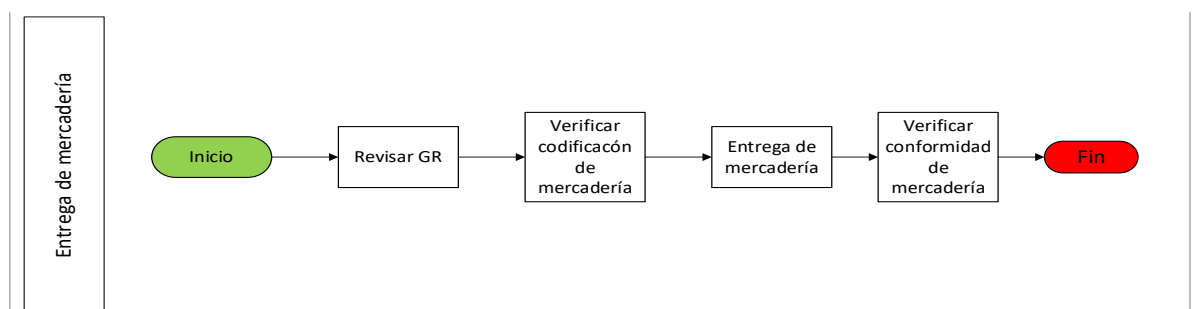 Entrega de mercadería
Inicio
Revisar GR
Verificar
codificacón
de
mercadería
Entrega de
mercadería
Verificar
conformidad
de
mercadería
Fin